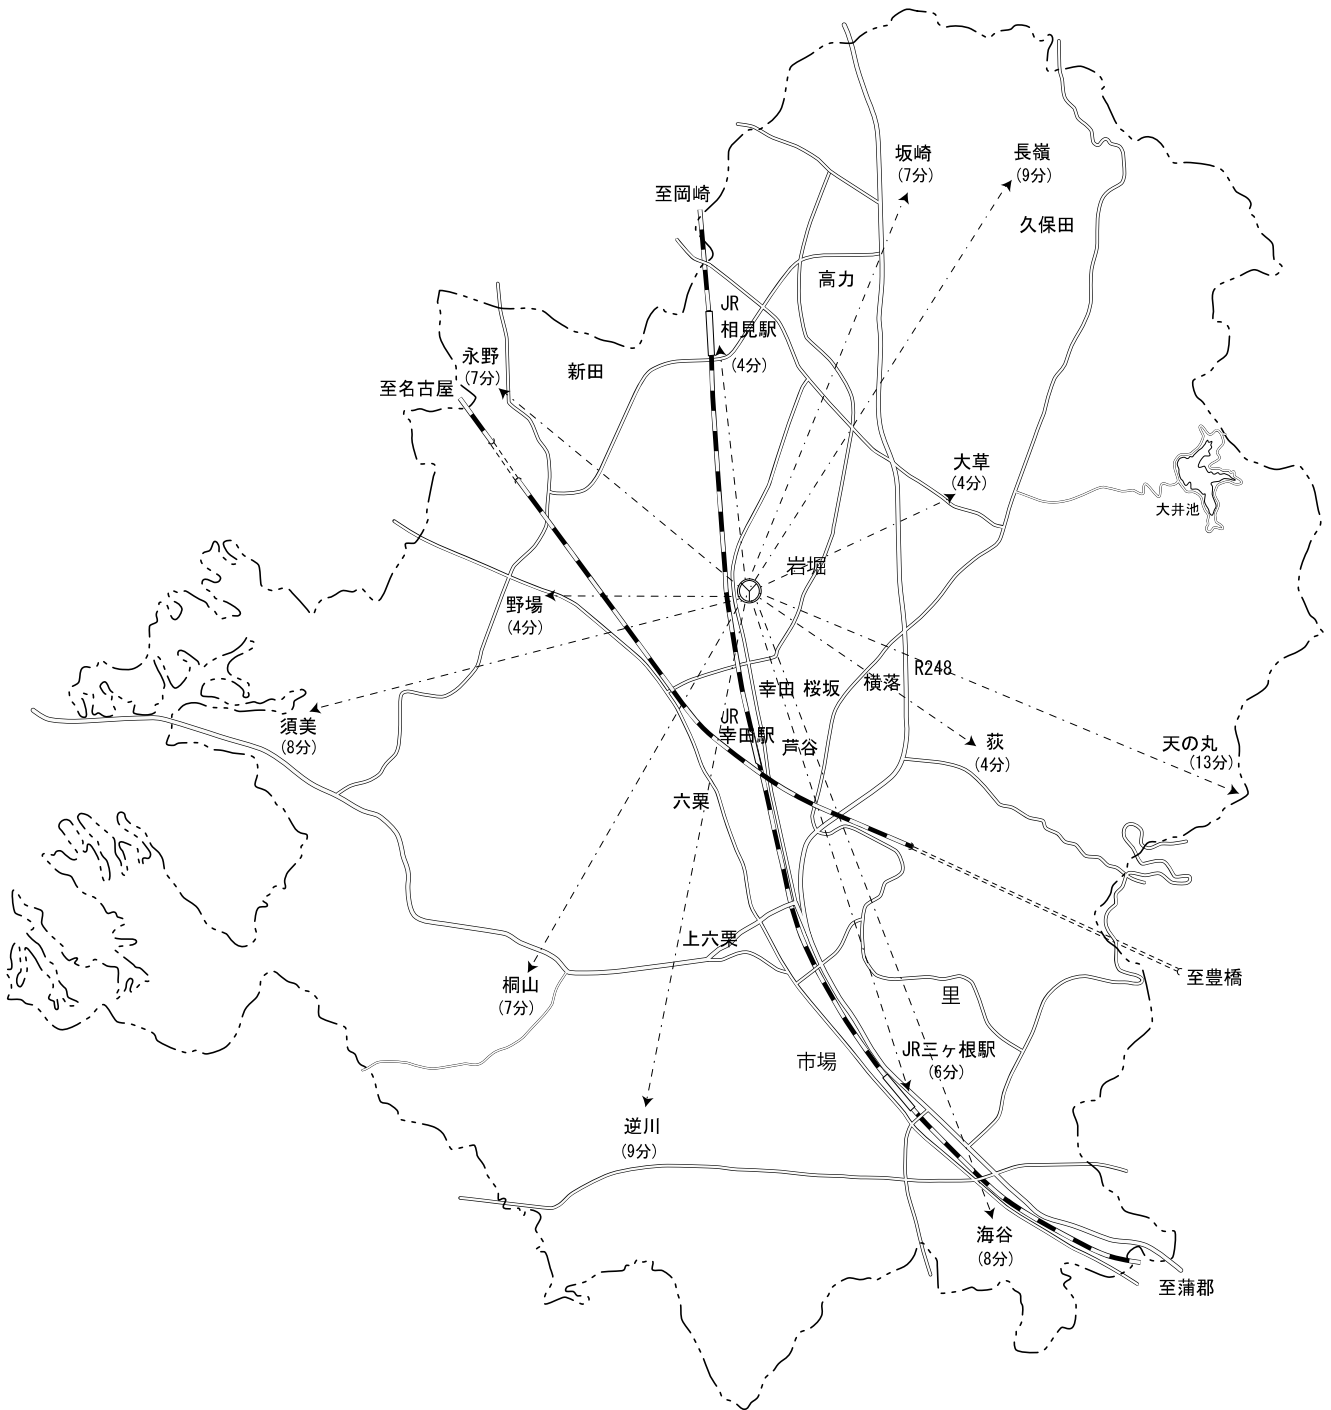 坂崎
(7分)
長嶺
(9分)
至岡崎
久保田
高力
JR
相見駅
(4分)
永野
(7分)
新田
至名古屋
大草
(4分)
大井池
岩堀
野場
(4分)
R248
幸田
桜坂
横落
須美
(8分)
JR
幸田駅
芦谷
荻
(4分)
天の丸
(13分)
六栗
上六栗
桐山
(7分)
至豊橋
里
JR三ヶ根駅
(6分)
市場
逆川
(9分)
海谷
(8分)
至蒲郡